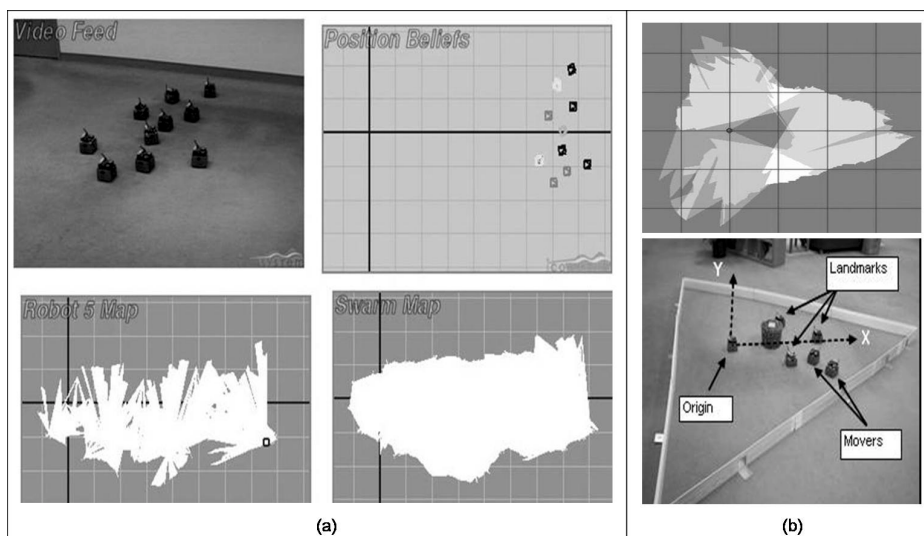 Video Feed
Position Beliefs
Robot 5 Map
Swarm Map
(a)
Y
X
Landmarks
Origin
Movers
(b)